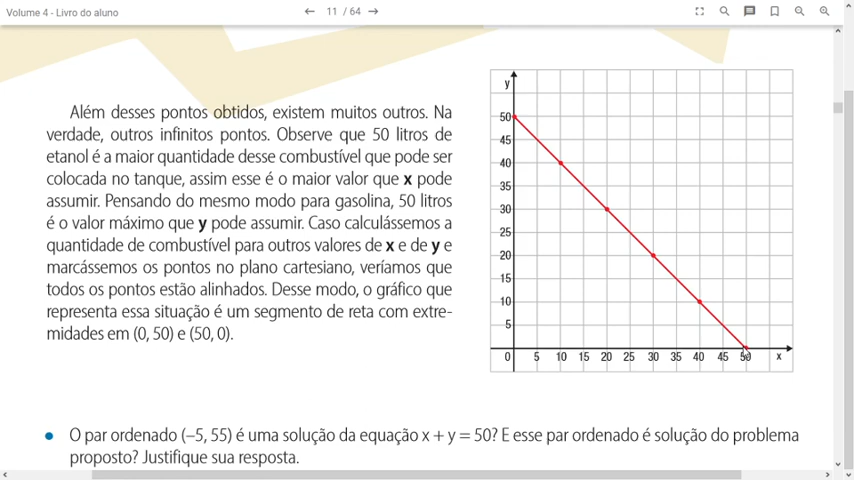 Volume 4 - Livro do aluno
11 / 64
Além desses pontos obtidos, existem muitos outros. Na
verdade, outros infinitos pontos. Observe que 50 litros de
etanol é a maior quantidade desse combustível que pode ser
colocada no tanque, assim esse é o maior valor que x pode
assumir. Pensando do mesmo modo para gasolina, 50 litros
é o valor máximo que y pode assumir. Caso calculássemos a
quantidade de combustível para outros valores de x e de y e
marcássemos os pontos no plano cartesiano, veríamos que
todos os pontos estão alinhados. Desse modo, o gráfico que
representa essa situação é um segmento de reta com extre-
midades em (0, 50) e (50, 0).
y
50
45
40
35
30
25
20
15
10
5
0 5 10 15 20 25 30 35 40 45 50 x
• O par ordenado (–5, 55) é uma solução da equação x + y = 50? E esse par ordenado é solução do problema
proposto? Justifique sua resposta.